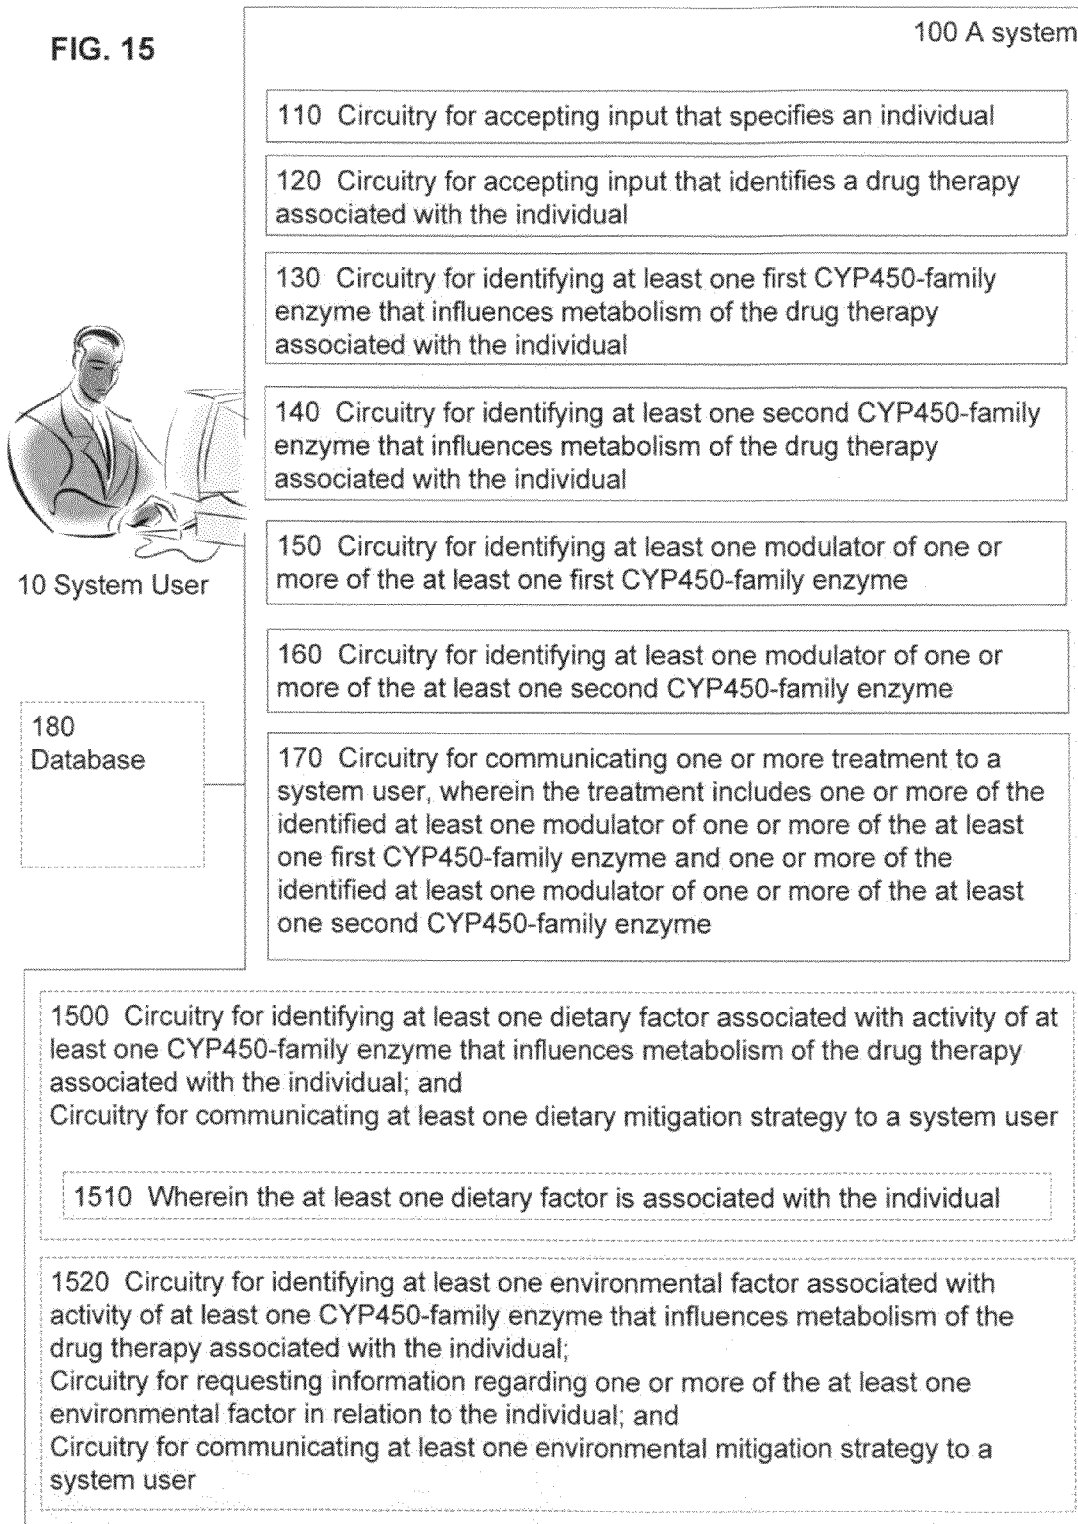 FIG. 15
100 A system
110 Circuitry for accepting input that specifies an individual
120 Circuitry for accepting input that identifies a drug therapy
associated with the individual
130 Circuitry for identifying at least one first CYP450-family
enzyme that influences metabolism of the drug therapy
associated with the individual
140 Circuitry for identifying at least one second CYP450-family
enzyme that influences metabolism of the drug therapy
associated with the individual
150 Circuitry for identifying at least one modulator of one or
more of the at least one first CYP450-family enzyme
10 System User
160 Circuitry for identifying at least one modulator of one or
more of the at least one second CYP450-family enzyme
180
Database
170 Circuitry for communicating one or more treatment to a
system user, wherein the treatment includes one or more of the
identified at least one modulator of one or more of the at least
one first CYP450-family enzyme and one or more of the
identified at least one modulator of one or more of the at least
one second CYP450-family enzyme
1500 Circuitry for identifying at least one dietary factor associated with activity of at
least one CYP450-family enzyme that influences metabolism of the drug therapy
associated with the individual; and
Circuitry for communicating at least one dietary mitigation strategy to a system user
1510 Wherein the at least one dietary factor is associated with the individual
1520 Circuitry for identifying at least one environmental factor associated with
activity of at least one CYP450-family enzyme that influences metabolism of the
drug therapy associated with the individual;
Circuitry for requesting information regarding one or more of the at least one
environmental factor in relation to the individual; and
Circuitry for communicating at least one environmental mitigation strategy to a
system user